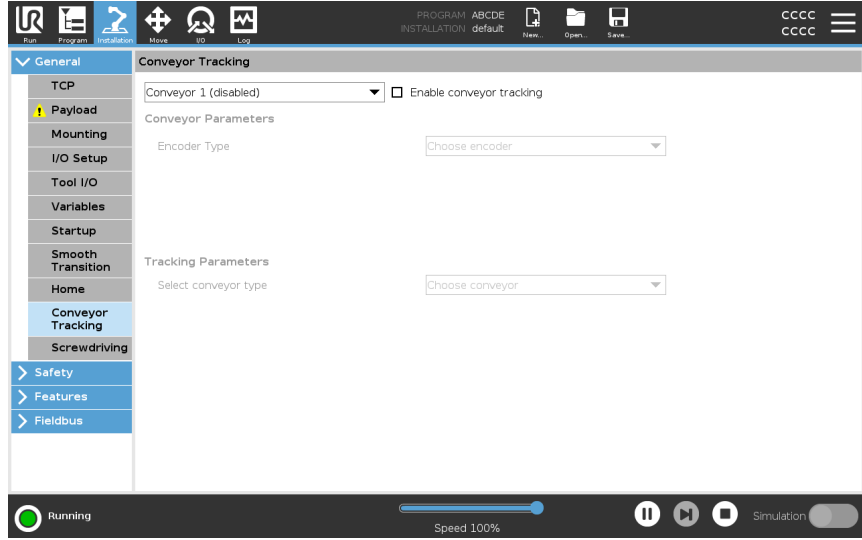 UR
PROGRAM ABCDE
INSTALLATION default
cccc
cccc
Run
Program
Installation
Move
I/O
Log
New...
Open...
Save...
General
Conveyor Tracking
TCP
Payload
Mounting
I/O Setup
Tool I/O
Variables
Startup
Smooth
Transition
Home
Conveyor
Tracking
Screwdriving
Safety
Features
Fieldbus
Conveyor 1 (disabled)
Enable conveyor tracking
Conveyor Parameters
Encoder Type
Choose encoder
Tracking Parameters
Select conveyor type
Choose conveyor
Running
Speed 100%
Simulation